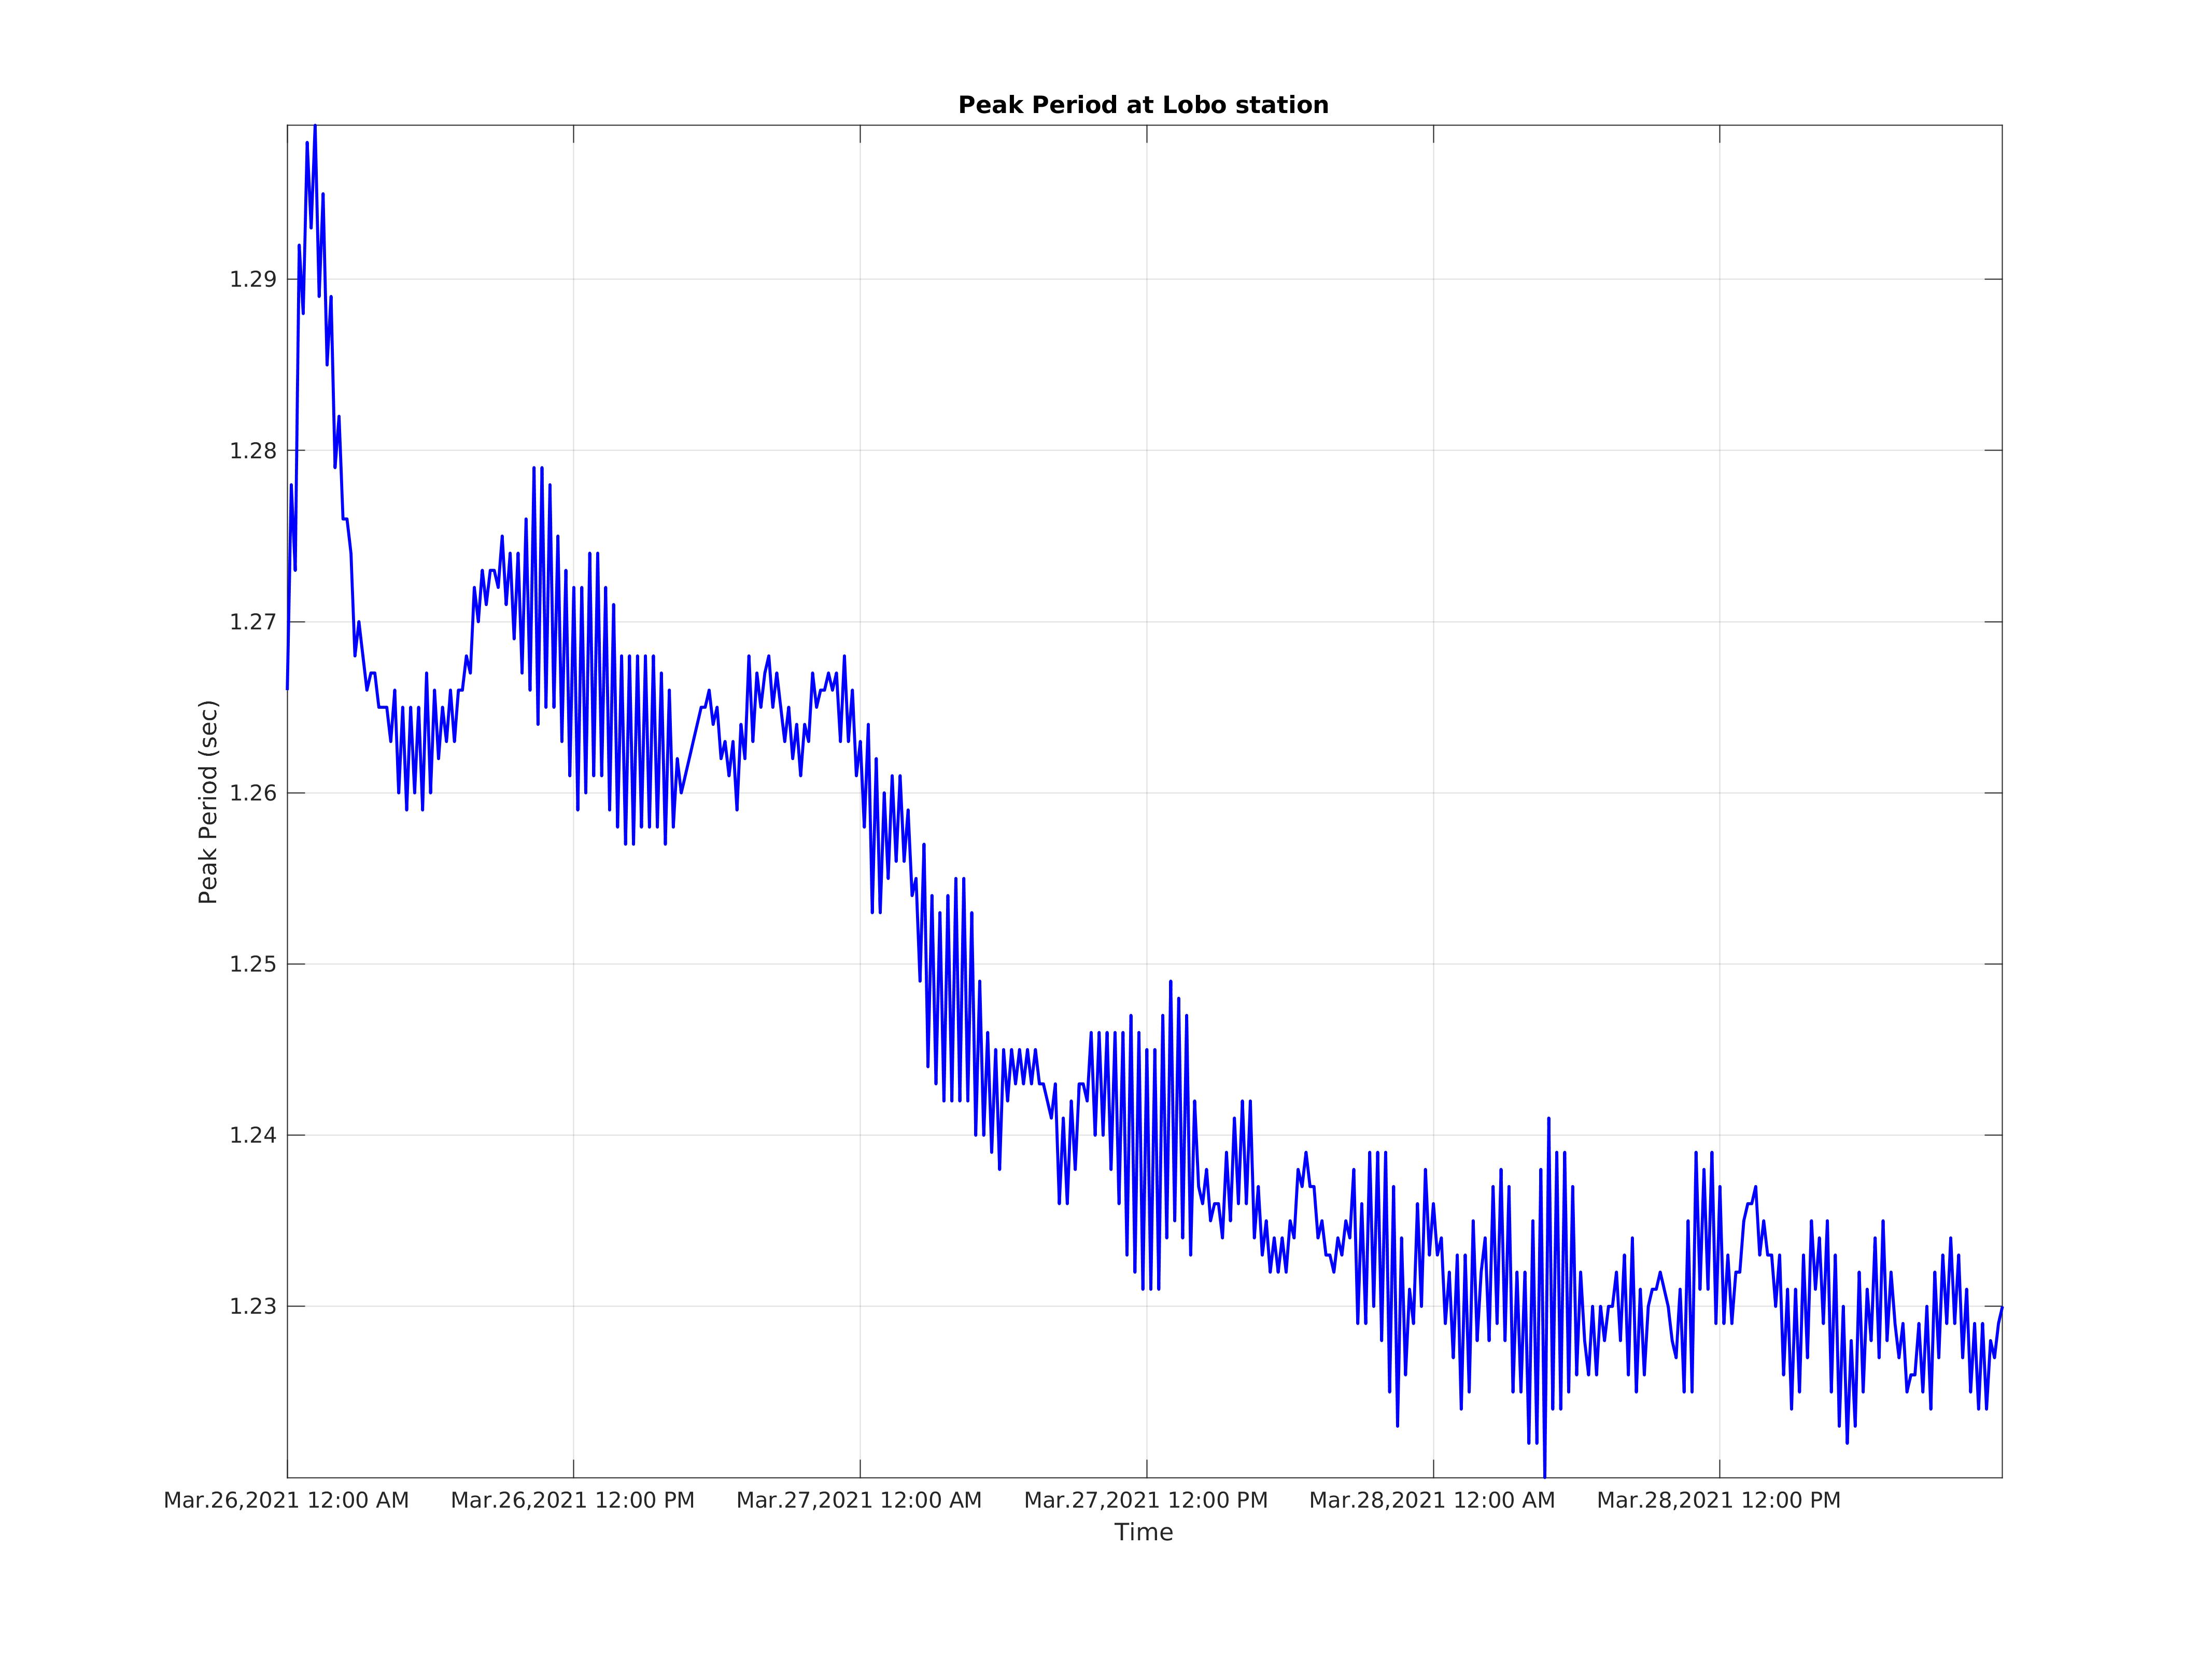 Peak Period at Lobo station
1.29
1.28
1.27
1.26
1.25
1.24
1.23
Peak Period (sec)
Mar.26,2021 12:00 AM Mar.26,2021 12:00 PM Mar.27,2021 12:00 AM Mar.27,2021 12:00 PM Mar.28,2021 12:00 AM Mar.28,2021 12:00 PM
Time